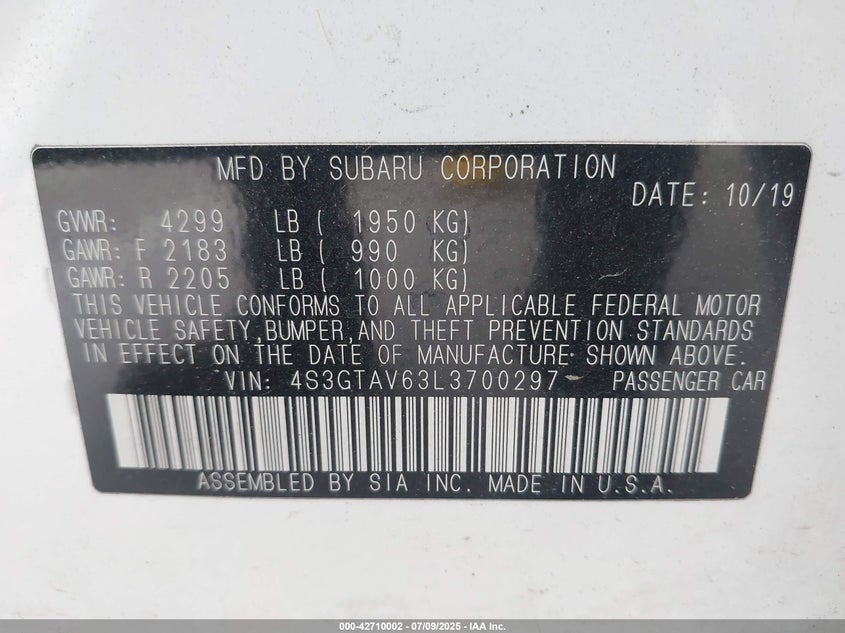 MFD BY SUBARU CORPORATION
DATE: 10/19
GVWR: 4299 LB ( 1950 KG)
GAWR: F 2183 LB ( 990 KG)
GAWR: R 2205 LB ( 1000 KG)
THIS VEHICLE CONFORMS TO ALL APPLICABLE FEDERAL MOTOR
VEHICLE SAFETY,BUMPER,AND THEFT PREVENTION STANDARDS
IN EFFECT ON THE DATE OF MANUFACTURE SHOWN ABOVE.
VIN: 4S3GTAV63L3700297 PASSENGER CAR
ASSEMBLED BY SIA INC. MADE IN U.S.A.
000-42710002 - 07/09/2025 - IAA Inc.